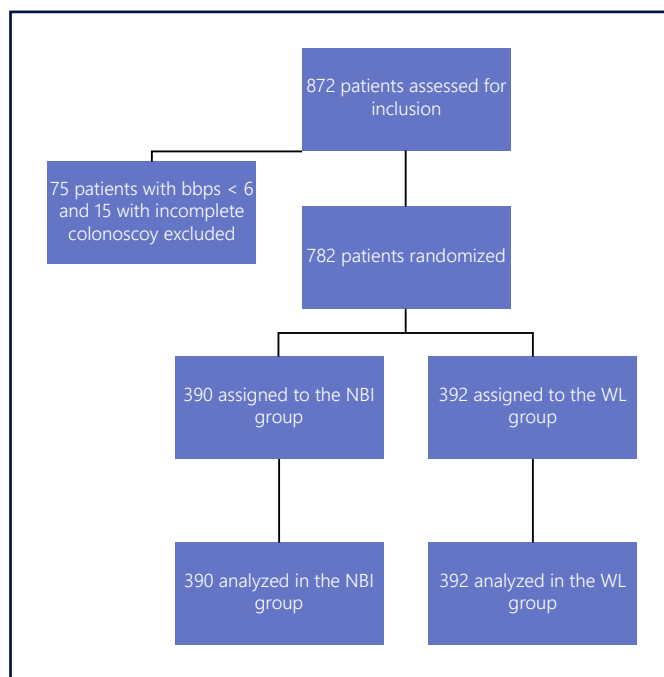 872 patients assessed for
inclusion
75 patients with bbps < 6
and 15 with incomplete
colonoscoy excluded
782 patients randomized
390 assigned to the NBI
group
392 assigned to the WL
group
390 analyzed in the NBI
group
392 analyzed in the WL
group